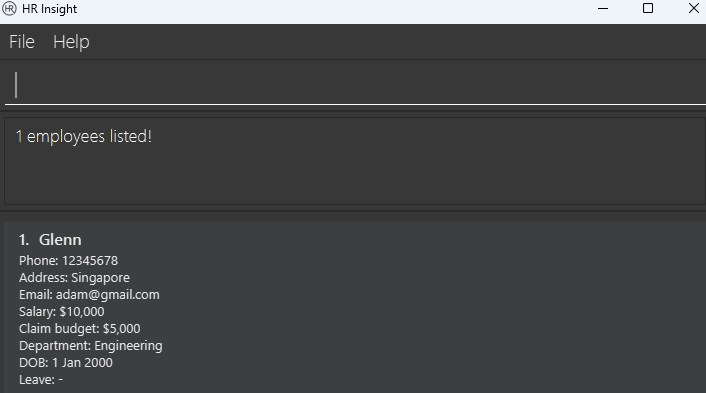 HR HR Insight
File Help
1 employees listed!
1. Glenn
Phone: 12345678
Address: Singapore
Email: adam@gmail.com
Salary: $10,000
Claim budget: $5,000
Department: Engineering
DOB: 1 Jan 2000
Leave: -